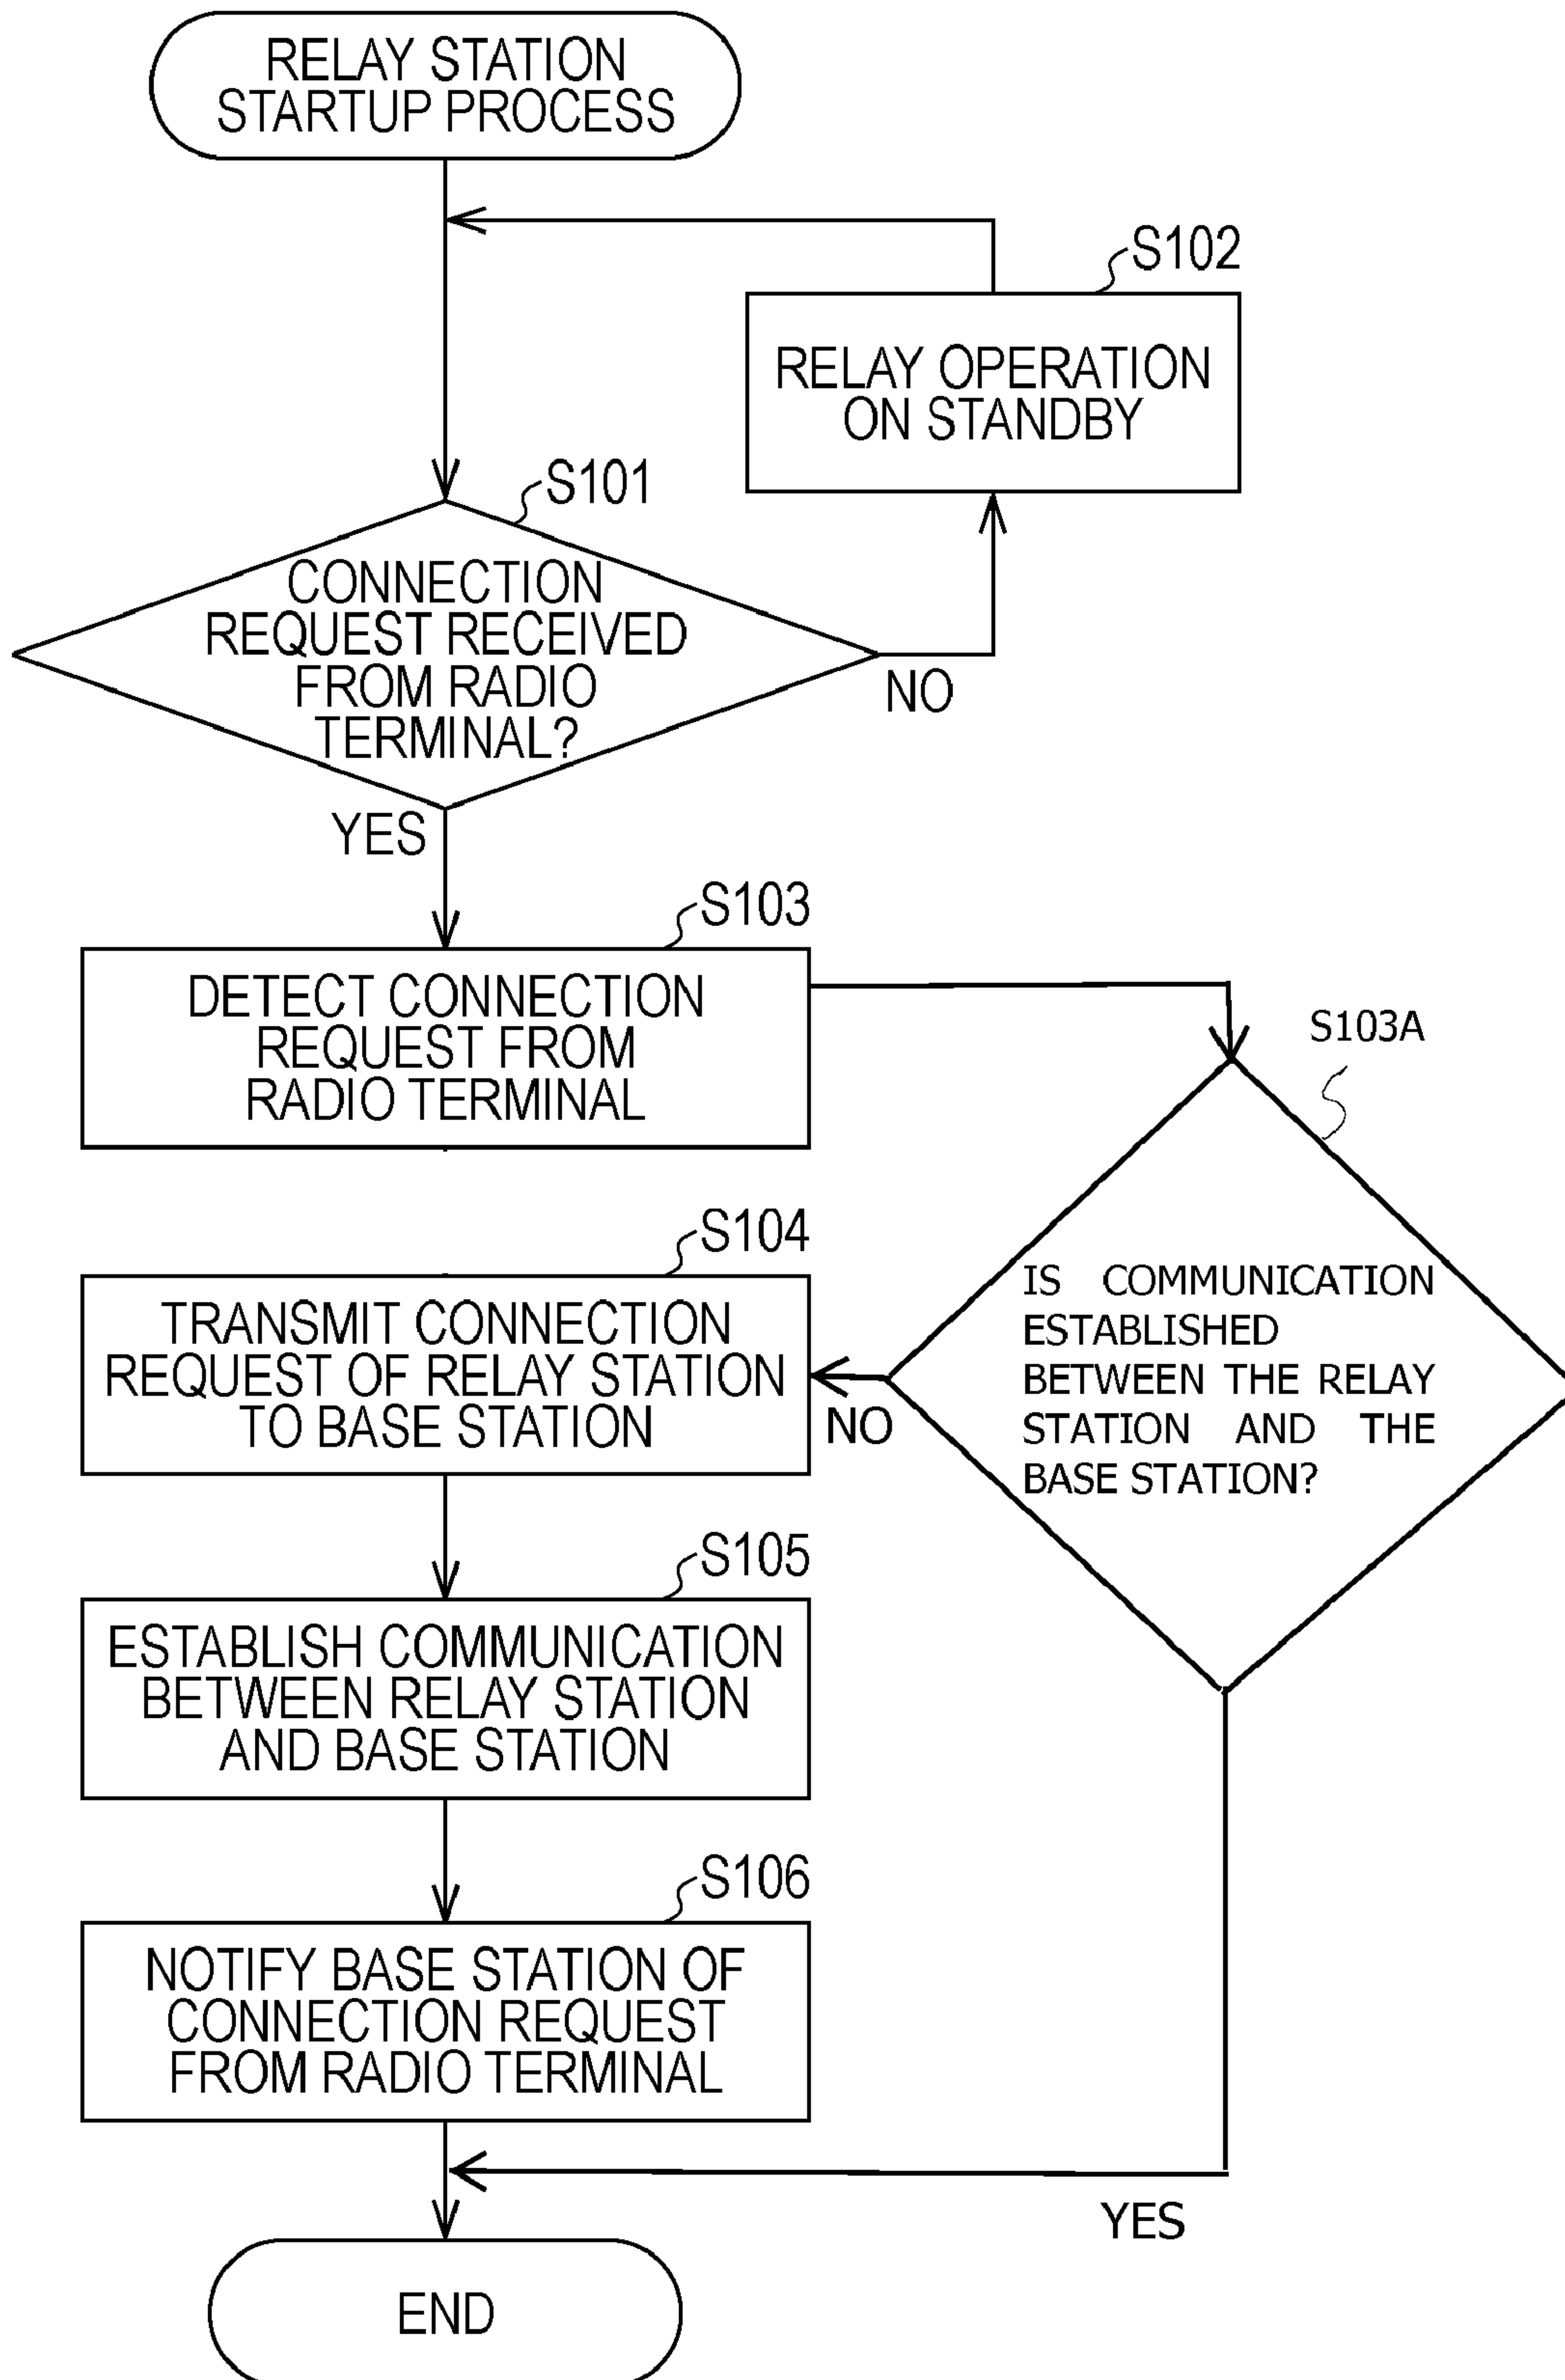 RELAY STATION
STARTUP PROCESS
S102
RELAY OPERATION
ON STANDBY
S101
CONNECTION
REQUEST RECEIVED
FROM RADIO
TERMINAL?
NO
YES
S103
DETECT CONNECTION
REQUEST FROM
RADIO TERMINAL
S103A
IS COMMUNICATION
ESTABLISHED
BETWEEN THE RELAY
STATION AND THE
BASE STATION?
NO
S104
TRANSMIT CONNECTION
REQUEST OF RELAY STATION
TO BASE STATION
S105
ESTABLISH COMMUNICATION
BETWEEN RELAY STATION
AND BASE STATION
S106
NOTIFY BASE STATION OF
CONNECTION REQUEST
FROM RADIO TERMINAL
YES
END